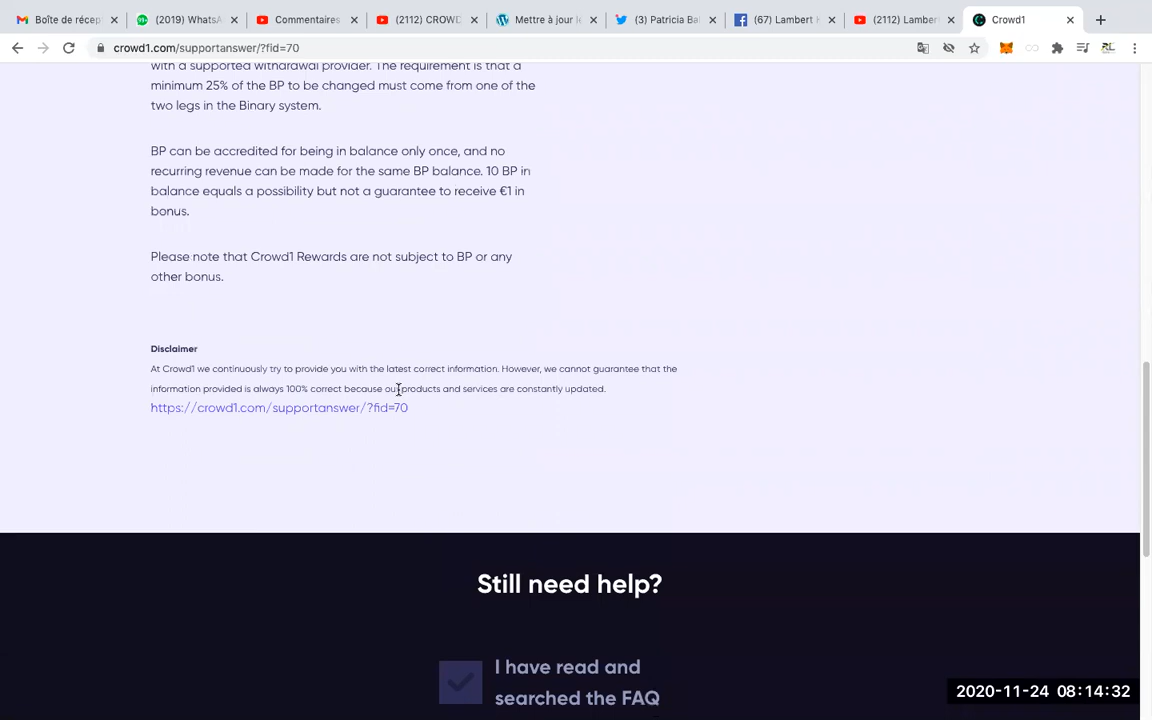 Boîte de récep
(2019) WhatsA
Commentaires
(2112) CROWD
Mettre à jour le
(3) Patricia Bal
(67) Lambert
(2112) Lamber
Crowd1
crowd1.com/supportanswer/?fid=70
with a supported withdrawal provider. The requirement is that a
minimum 25% of the BP to be changed must come from one of the
two legs in the Binary system.
BP can be accredited for being in balance only once, and no
recurring revenue can be made for the same BP balance. 10 BP in
balance equals a possibility but not a guarantee to receive €1 in
bonus.
Please note that Crowd1 Rewards are not subject to BP or any
other bonus.
Disclaimer
At Crowd1 we continuously try to provide you with the latest correct information. However, we cannot guarantee that the
information provided is always 100% correct because our products and services are constantly updated.
https://crowd1.com/supportanswer/?fid=70
Still need help?
I have read and
searched the FAQ
2020-11-24 08:14:32